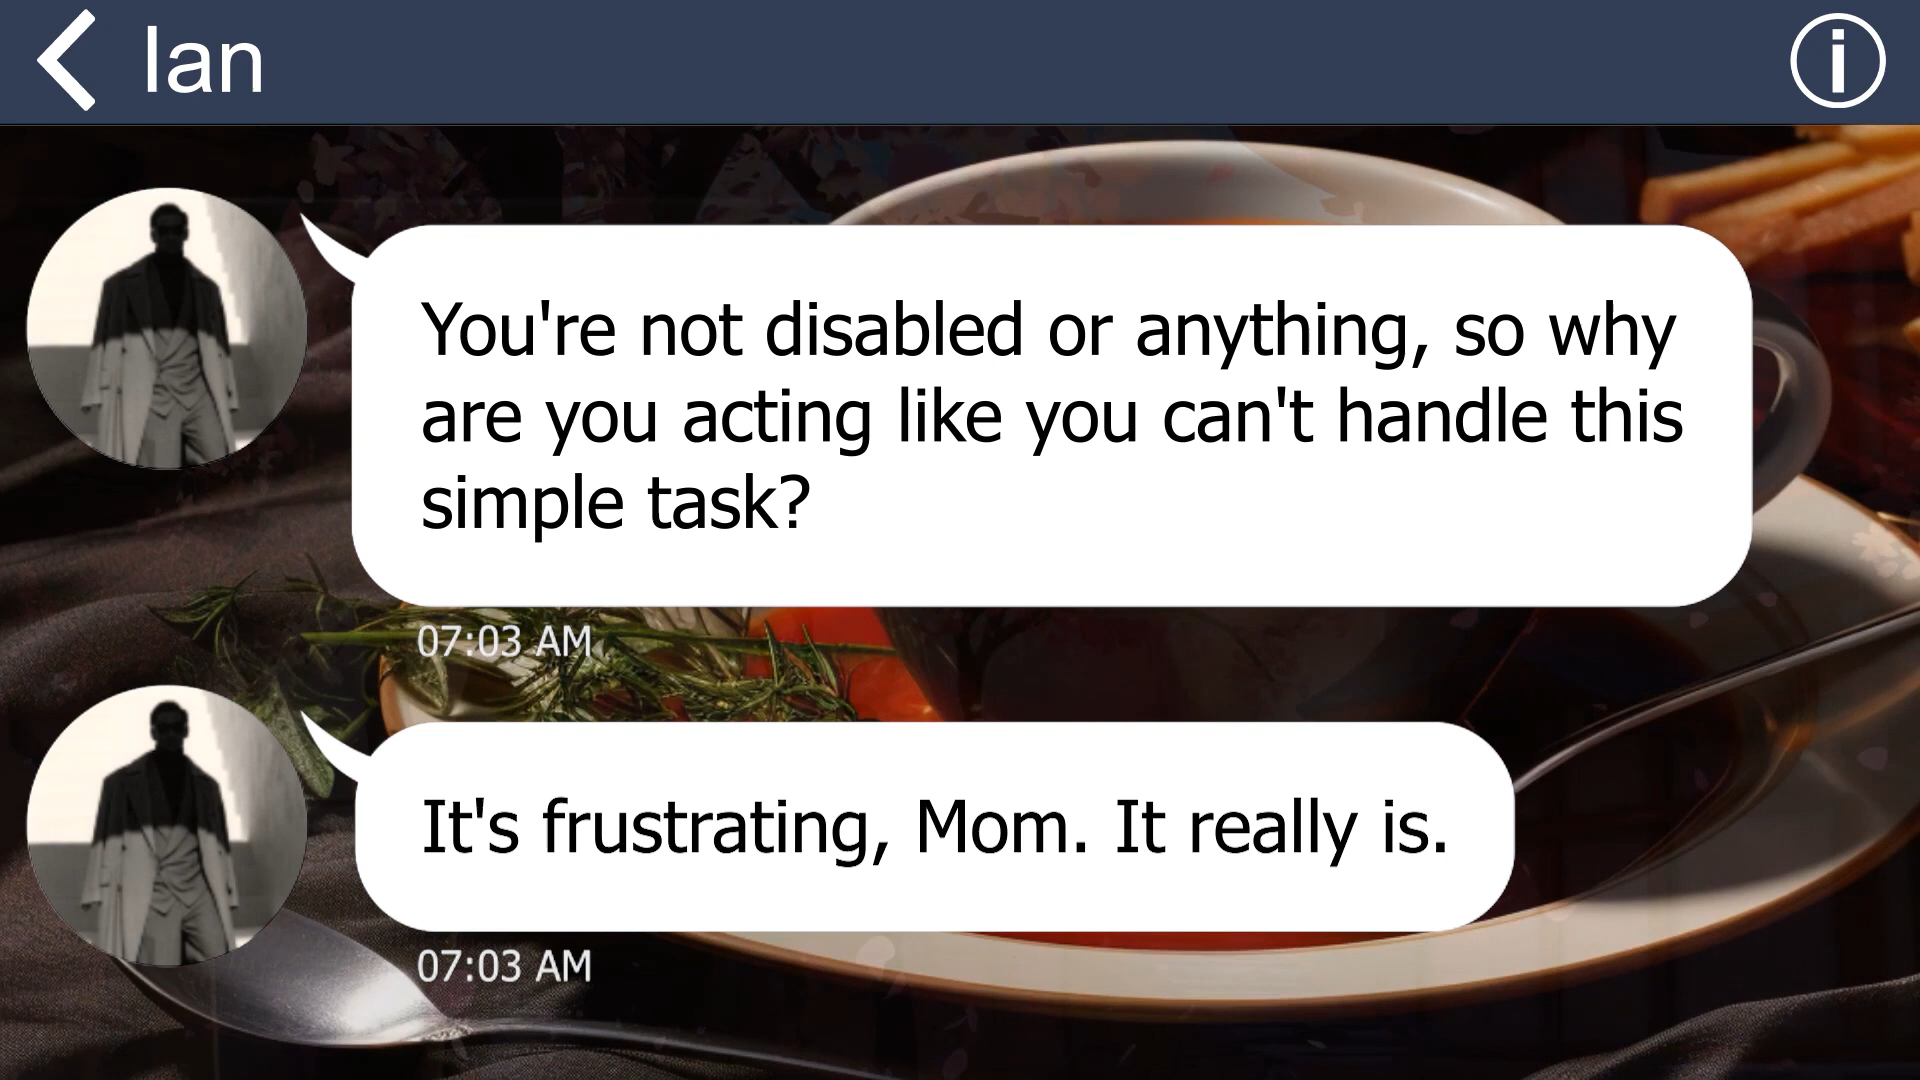 Ian
You're not disabled or anything, so why
are you acting like you can't handle this
simple task?
07:03 AM
It's frustrating, Mom. It really is.
07:03 AM